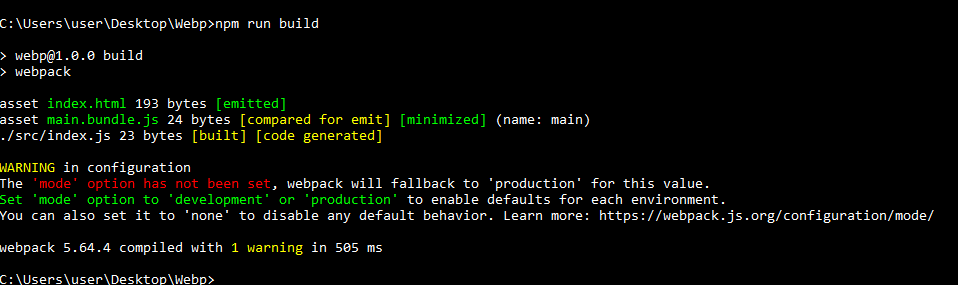 C:\Users\user\Desktop\Webp>npm run build
> webp@1.0.0 build
> webpack
asset index.html 193 bytes [emitted]
asset main.bundle.js 24 bytes [compared for emit] [minimized] (name: main)
./src/index.js 23 bytes [built] [code generated]
WARNING in configuration
The 'mode' option has not been set, webpack will fallback to 'production' for this value.
Set 'mode' option to 'development' or 'production' to enable defaults for each environment.
You can also set it to 'none' to disable any default behavior. Learn more: https://webpack.js.org/configuration/mode/
webpack 5.64.4 compiled with 1 warning in 505 ms
C:\Users\user\Desktop\Webp>